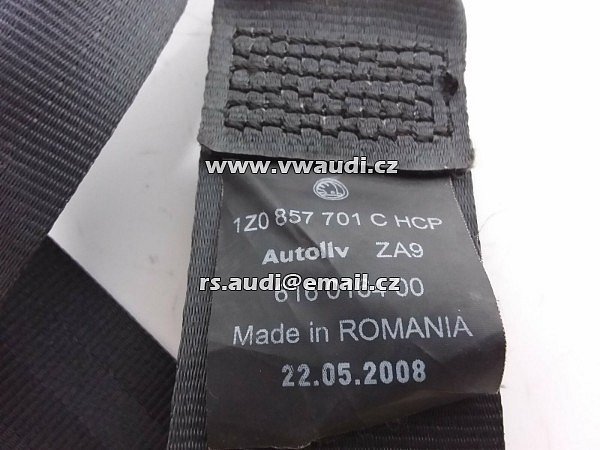 www.vwaudi.cz
1Z0 857 701 C HCP
Autoliv ZA9
rs.audi@email.cz
Made in ROMANIA
22.05.2008